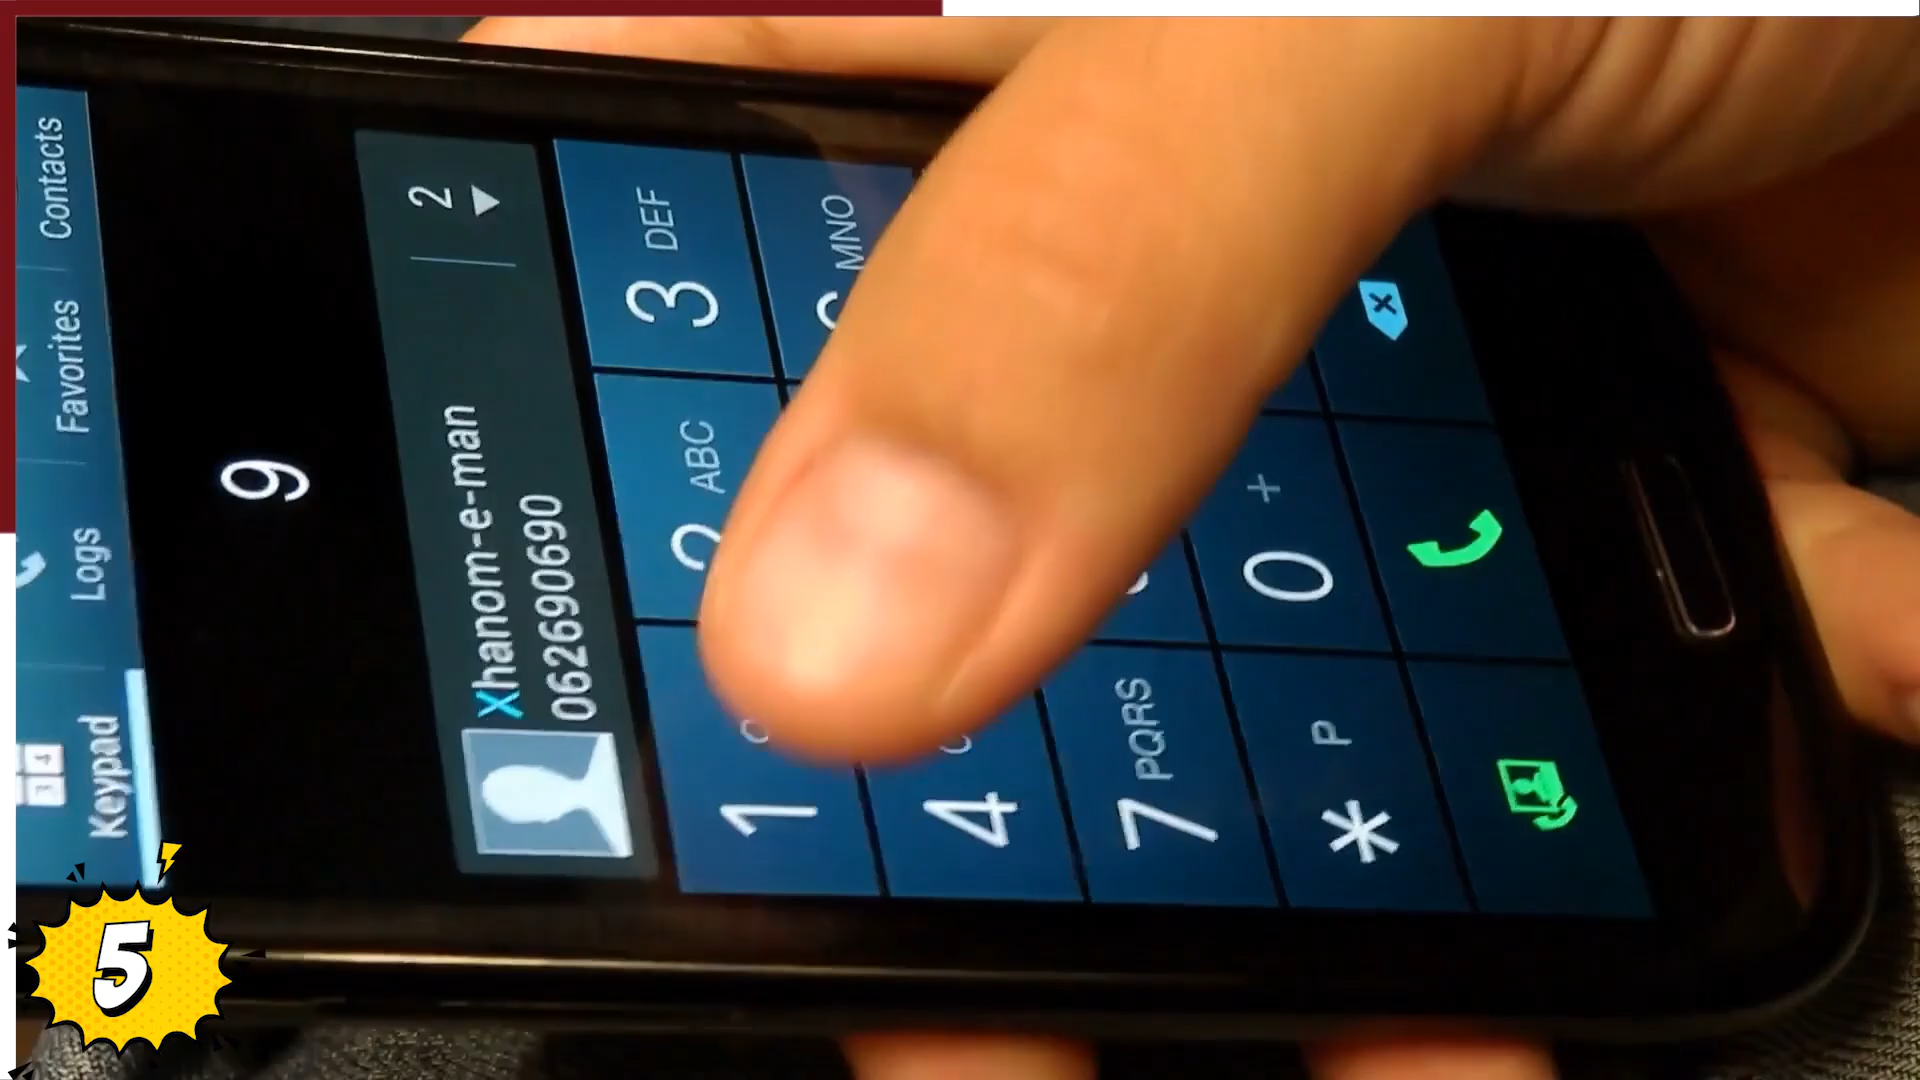 Keypad
Logs
Favorites
Contacts
9
Xhanom-e-man
062690690
2
1
ABC
3 DEF
4
MNO
7 PQRS
* P
0 +
5